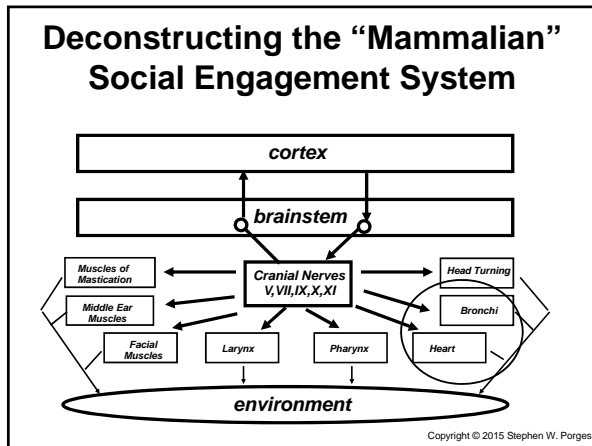 Deconstructing the “Mammalian”
Social Engagement System
cortex
brainstem
Muscles of
Mastication
Cranial Nerves
V,VII,IX,X,XI
Head Turning
Middle Ear
Muscles
Bronchi
Facial
Muscles
Larynx
Pharynx
Heart
environment
Copyright © 2015 Stephen W. Porges